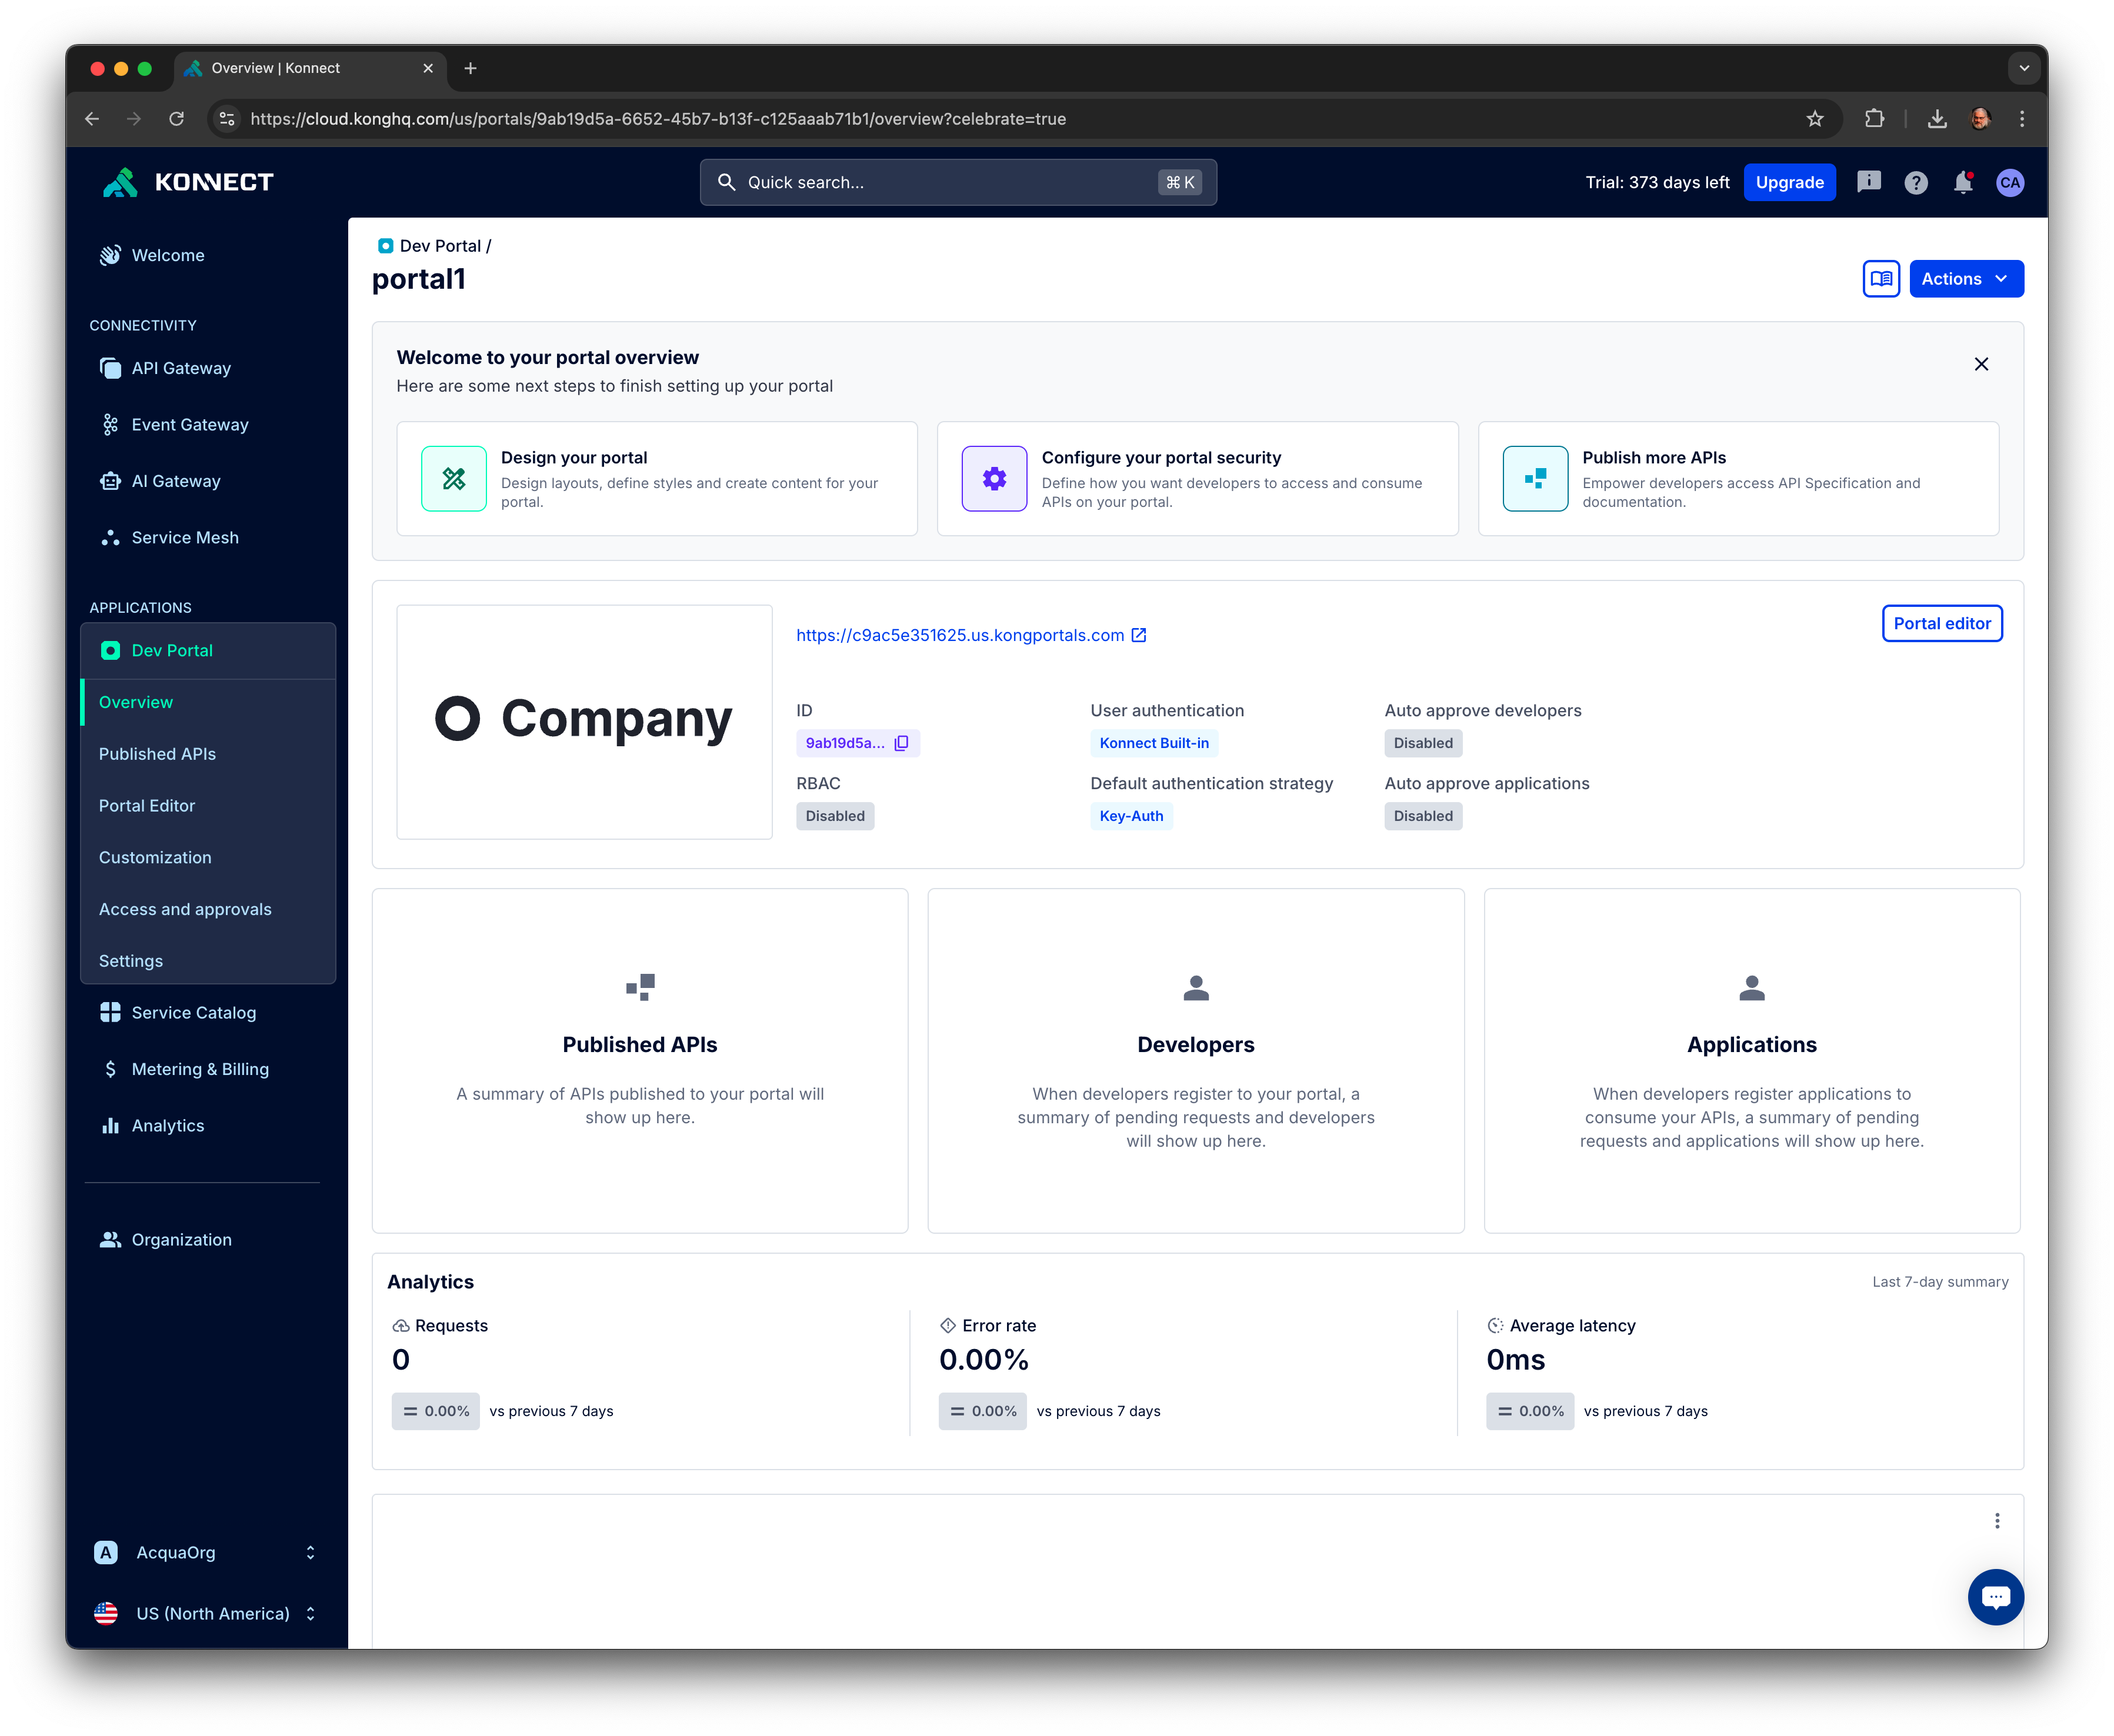 Overview | Konnect
https://cloud.konghq.com/us/portals/9ab19d5a-6652-45b7-b13f-c125aaab71b1/overview?celebrate=true
KONNECT
Quick search...
⌘ K
Trial: 373 days left
Upgrade
CA
Welcome
CONNECTIVITY
API Gateway
Event Gateway
AI Gateway
Service Mesh
APPLICATIONS
Dev Portal
Overview
Published APIs
Portal Editor
Customization
Access and approvals
Settings
Service Catalog
Metering & Billing
Analytics
Organization
A AcquaOrg
US (North America)
Dev Portal /
portal1
Actions
Welcome to your portal overview
Here are some next steps to finish setting up your portal
Design your portal
Design layouts, define styles and create content for your
portal.
Configure your portal security
Define how you want developers to access and consume
APIs on your portal.
Publish more APIs
Empower developers access API Specification and
documentation.
Company
https://c9ac5e351625.us.kongportals.com
Portal editor
ID
9ab19d5a...
User authentication
Konnect Built-in
Auto approve developers
Disabled
RBAC
Disabled
Default authentication strategy
Key-Auth
Auto approve applications
Disabled
Published APIs
A summary of APIs published to your portal will
show up here.
Developers
When developers register to your portal, a
summary of pending requests and developers
will show up here.
Applications
When developers register applications to
consume your APIs, a summary of pending
requests and applications will show up here.
Analytics
Last 7-day summary
Requests
0
= 0.00% vs previous 7 days
Error rate
0.00%
= 0.00% vs previous 7 days
Average latency
0ms
= 0.00% vs previous 7 days